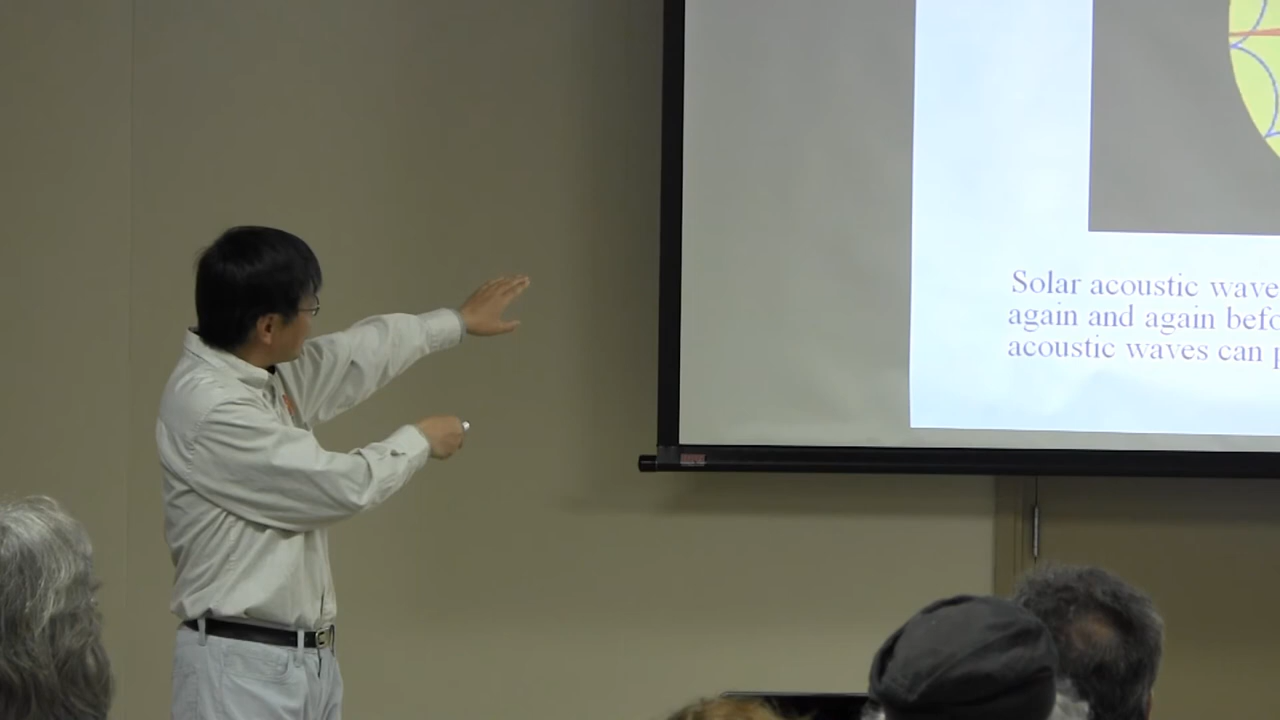 Solar acoustic wave
again and again befo
acoustic waves can p